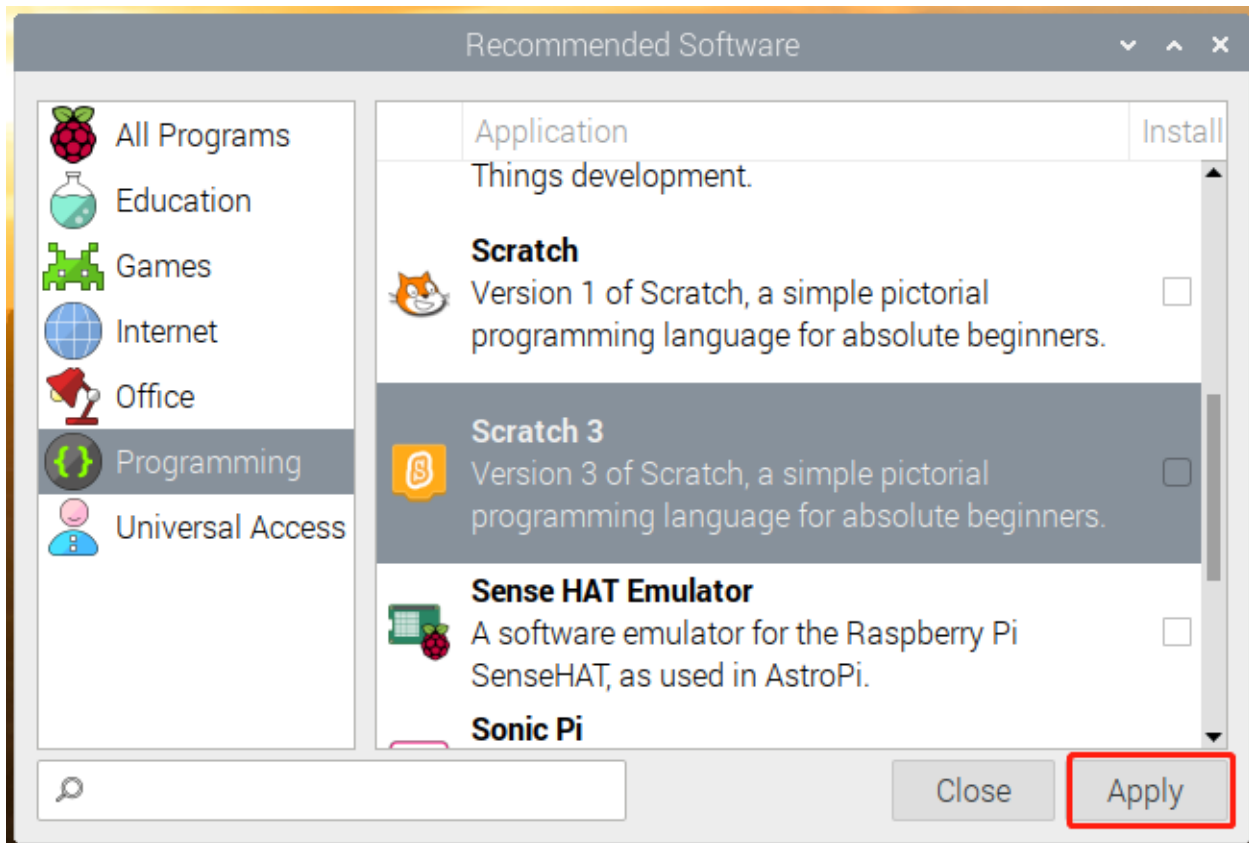 Recommended Software
All Programs
Education
Games
Internet
Office
Programming
Universal Access
Application
Install
Things development.
Scratch
Version 1 of Scratch, a simple pictorial
programming language for absolute beginners.
Scratch 3
Version 3 of Scratch, a simple pictorial
programming language for absolute beginners.
Sense HAT Emulator
A software emulator for the Raspberry Pi
SenseHAT, as used in AstroPi.
Sonic Pi
Close
Apply